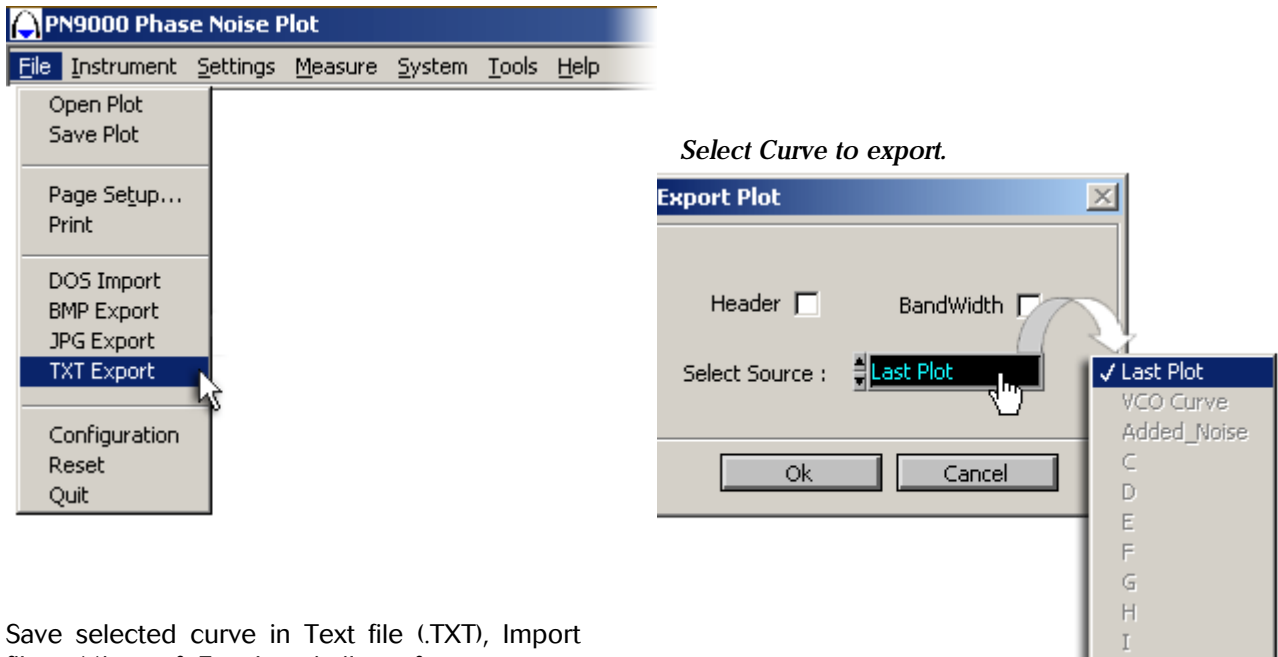 PN9000 Phase Noise Plot
File Instrument Settings Measure System Tools Help
Open Plot
Save Plot
Page Setup...
Print
DOS Import
BMP Export
JPG Export
TXT Export
Configuration
Reset
Quit
Select Curve to export.
Export Plot
Header BandWidth
Select Source : Last Plot
Ok Cancel
✓ Last Plot
VCO Curve
Added_Noise
C
D
E
F
G
H
I
Save selected curve in Text file (.TXT), Import